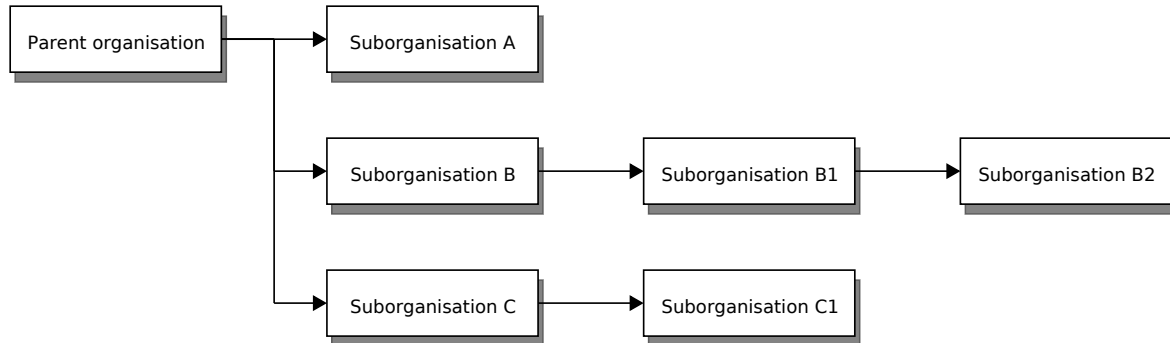 Parent organisation
Suborganisation A
Suborganisation B
Suborganisation B1
Suborganisation B2
Suborganisation C
Suborganisation C1